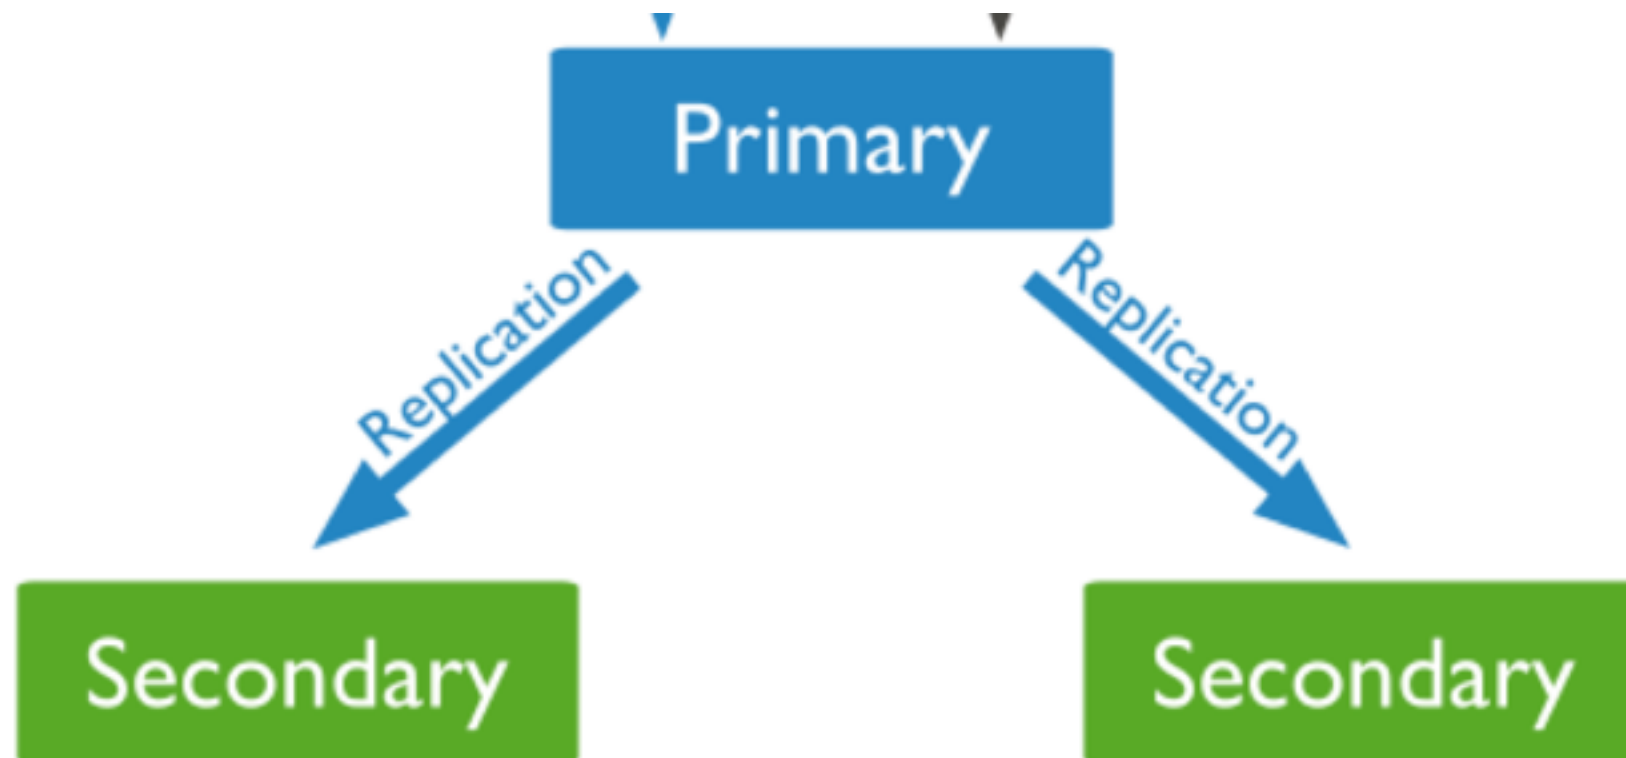 Primary
Replication
Replication
Secondary
Secondary